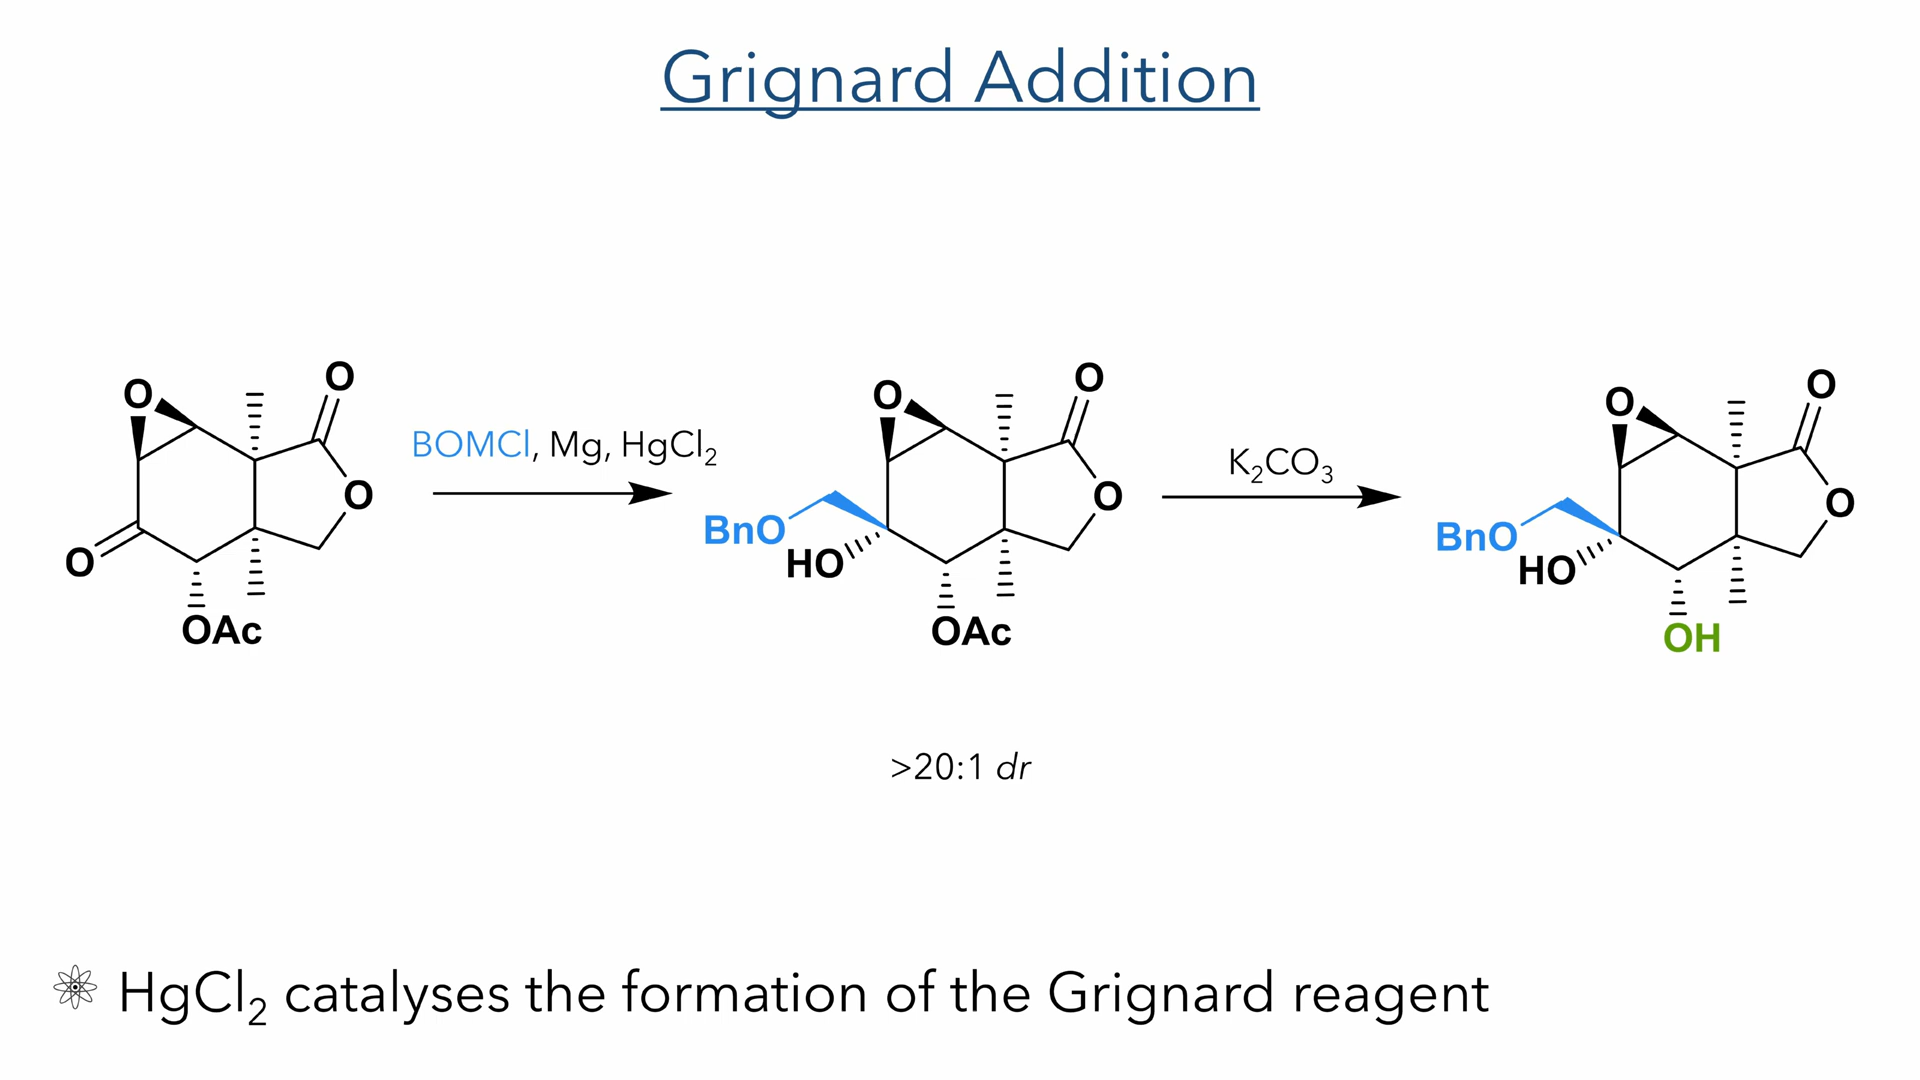 Grignard Addition
O
O
O
O
OAc
BOMCl, Mg, HgCl₂
O
O
O
BnO
HO
OAc
K₂CO₃
O
O
O
BnO
HO
OH
>20:1 dr
HgCl₂ catalyses the formation of the Grignard reagent